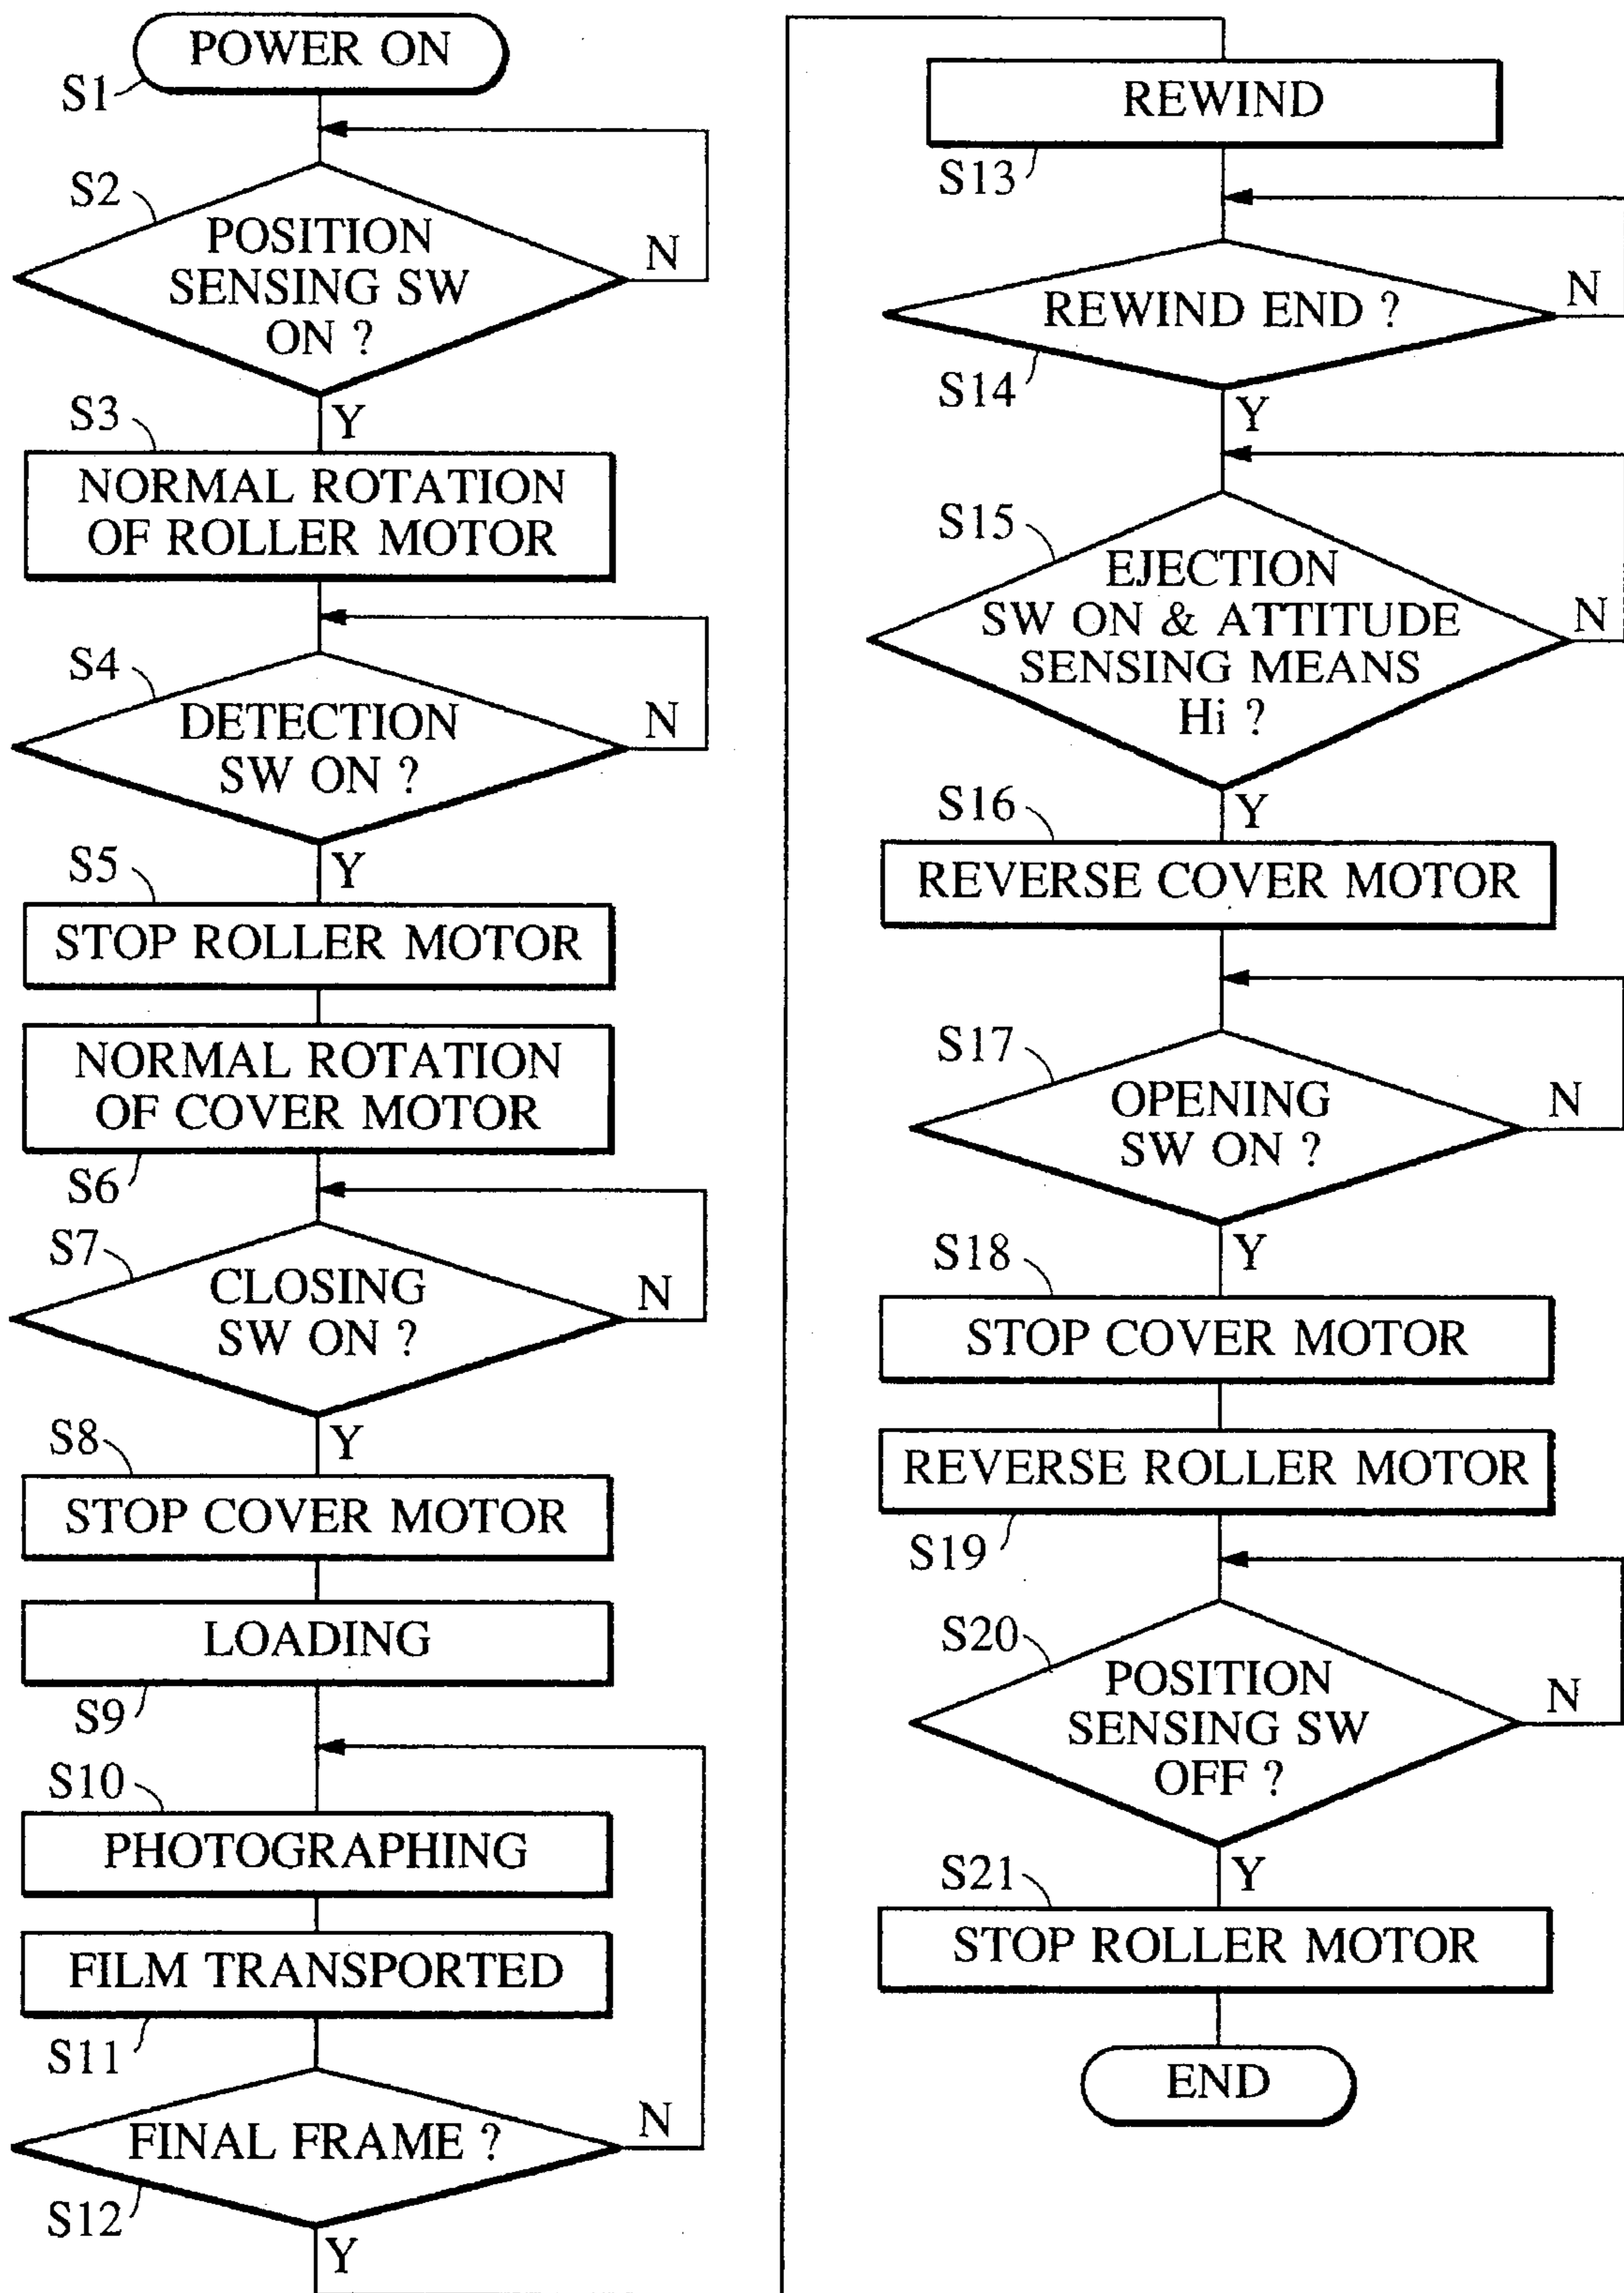 POWER ON
S1
S2
POSITION
SENSING SW
ON ?
N
Y
S3
NORMAL ROTATION
OF ROLLER MOTOR
S4
DETECTION
SW ON ?
N
Y
S5
STOP ROLLER MOTOR
NORMAL ROTATION
OF COVER MOTOR
S6
S7
CLOSING
SW ON ?
N
Y
S8
STOP COVER MOTOR
LOADING
S9
S10
PHOTOGRAPHING
FILM TRANSPORTED
S11
FINAL FRAME ?
N
S12
Y
REWIND
S13
REWIND END ?
N
S14
Y
S15
EJECTION
SW ON & ATTITUDE
SENSING MEANS
Hi ?
N
Y
S16
REVERSE COVER MOTOR
S17
OPENING
SW ON ?
N
Y
S18
STOP COVER MOTOR
REVERSE ROLLER MOTOR
S19
S20
POSITION
SENSING SW
OFF ?
N
Y
S21
STOP ROLLER MOTOR
END